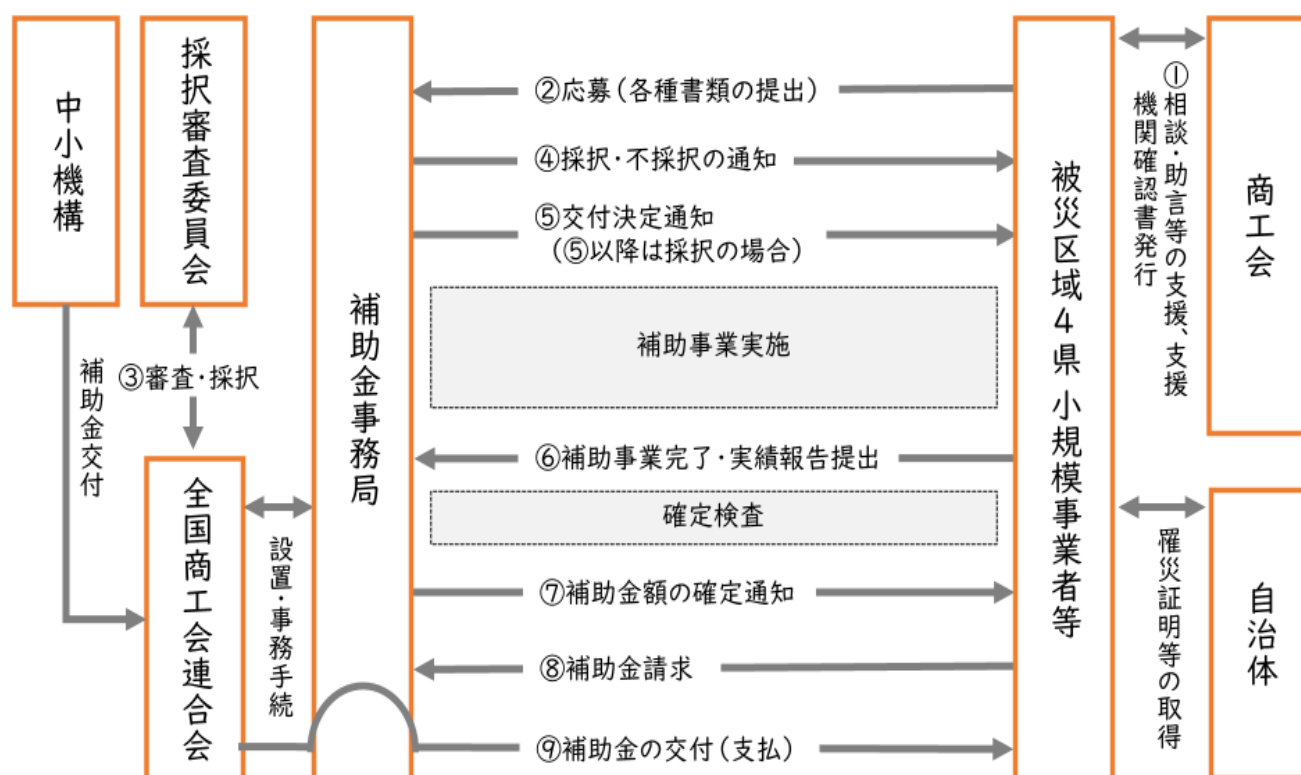 中小機構
採択審査委員会
補助金事務局
被災区域4県 小規模事業者等
商工会
①相談・助言等の支援、支援
機関確認書発行
②応募(各種書類の提出)
④採択・不採択の通知
⑤交付決定通知
(⑤以降は採択の場合)
補助事業実施
③審査・採択
補助金交付
⑥補助事業完了・実績報告提出
全国商工会連合会
設置・事務手続
確定検査
自治体
罹災証明等の取得
⑦補助金額の確定通知
⑧補助金請求
⑨補助金の交付(支払)